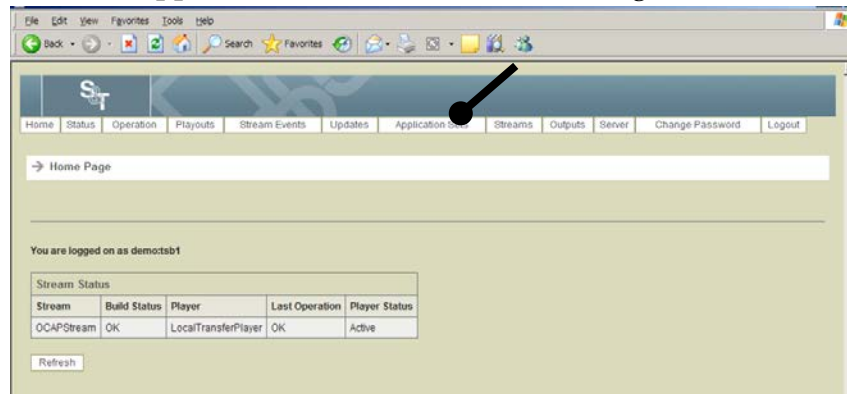 File Edit View Favorites Tools Help
Back Search Favorites
S&T
Home Status Operation Playouts Stream Events Updates Application Sets Streams Outputs Server Change Password Logout
→ Home Page
You are logged on as demo:tsb1
Stream Status
Stream Build Status Player Last Operation Player Status
OCAPStream OK LocalTransferPlayer OK Active
Refresh